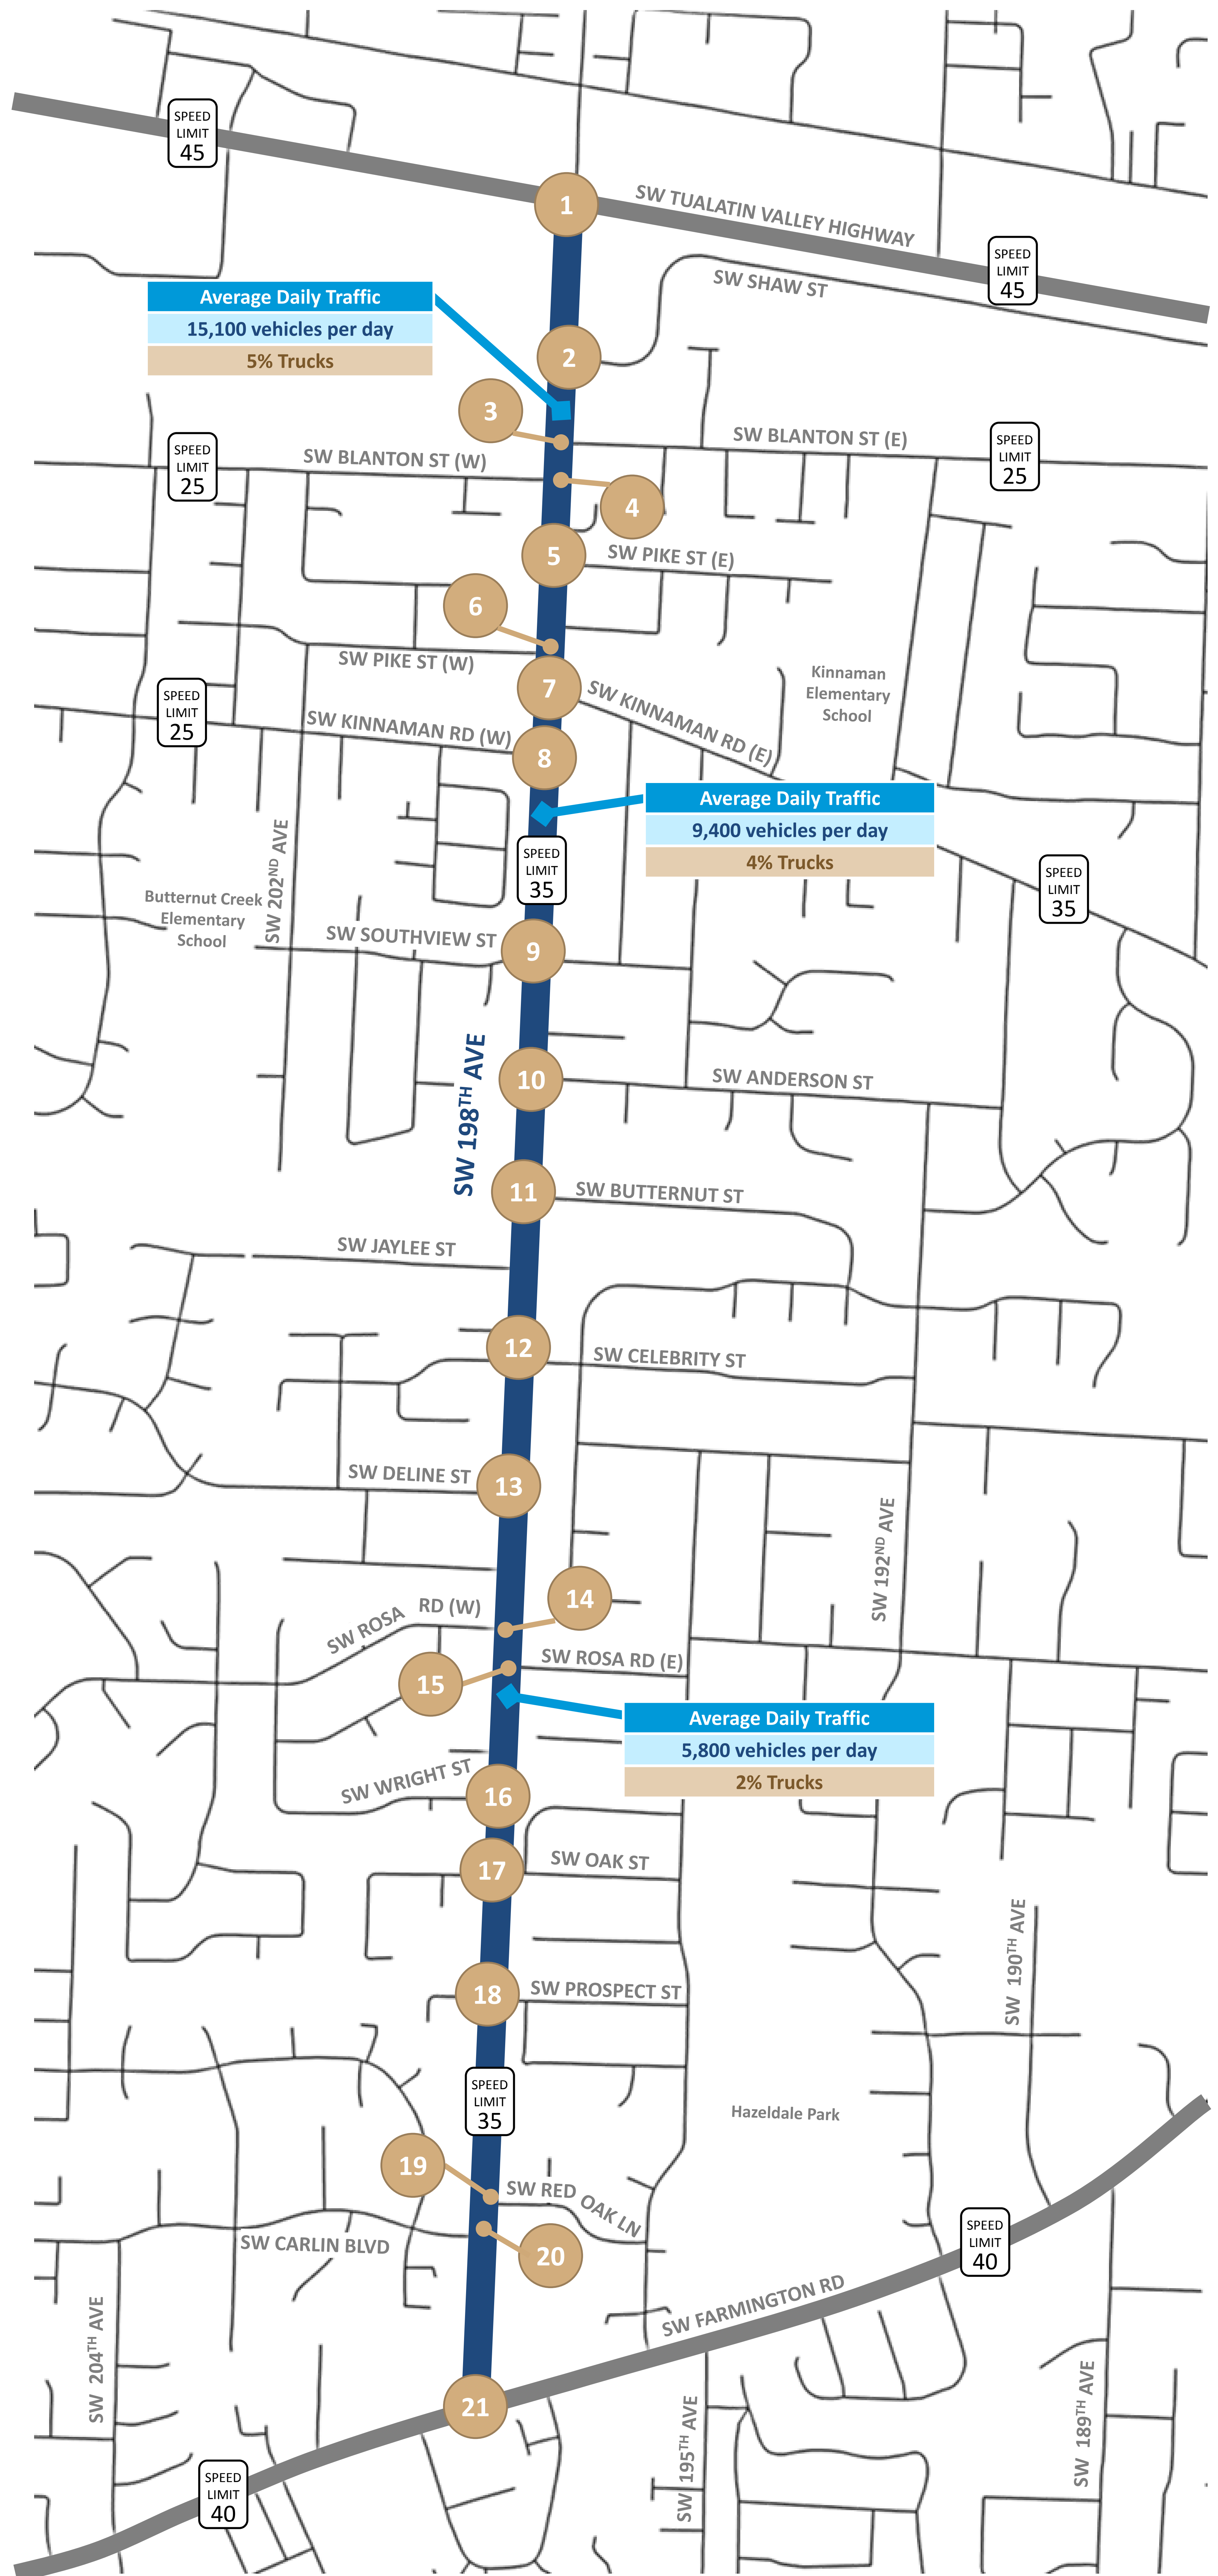 SPEED
LIMIT
45
1
SW TUALATIN VALLEY HIGHWAY
SPEED
LIMIT
45
SW SHAW ST
Average Daily Traffic
15,100 vehicles per day
5% Trucks
2
3
SW BLANTON ST (E)
SPEED
LIMIT
25
SW BLANTON ST (W)
SPEED
LIMIT
25
4
5
SW PIKE ST (E)
6
SW PIKE ST (W)
7
SW KINNAMAN RD (E)
Kinnaman
Elementary
School
SPEED
LIMIT
25
SW KINNAMAN RD (W)
8
Average Daily Traffic
9,400 vehicles per day
4% Trucks
SPEED
LIMIT
35
SPEED
LIMIT
35
SW 202ND AVE
Butternut Creek
Elementary
School
SW SOUTHVIEW ST
9
SW 198TH AVE
10
SW ANDERSON ST
11
SW BUTTERNUT ST
SW JAYLEE ST
12
SW CELEBRITY ST
SW DELINE ST
13
SW 192ND AVE
14
SW ROSA RD (W)
15
SW ROSA RD (E)
Average Daily Traffic
5,800 vehicles per day
2% Trucks
SW WRIGHT ST
16
17
SW OAK ST
SW 190TH AVE
18
SW PROSPECT ST
SPEED
LIMIT
35
Hazeldale Park
19
SW RED OAK LN
SW CARLIN BLVD
20
SPEED
LIMIT
40
SW FARMINGTON RD
SW 204TH AVE
21
SW 195TH AVE
SW 189TH AVE
SPEED
LIMIT
40